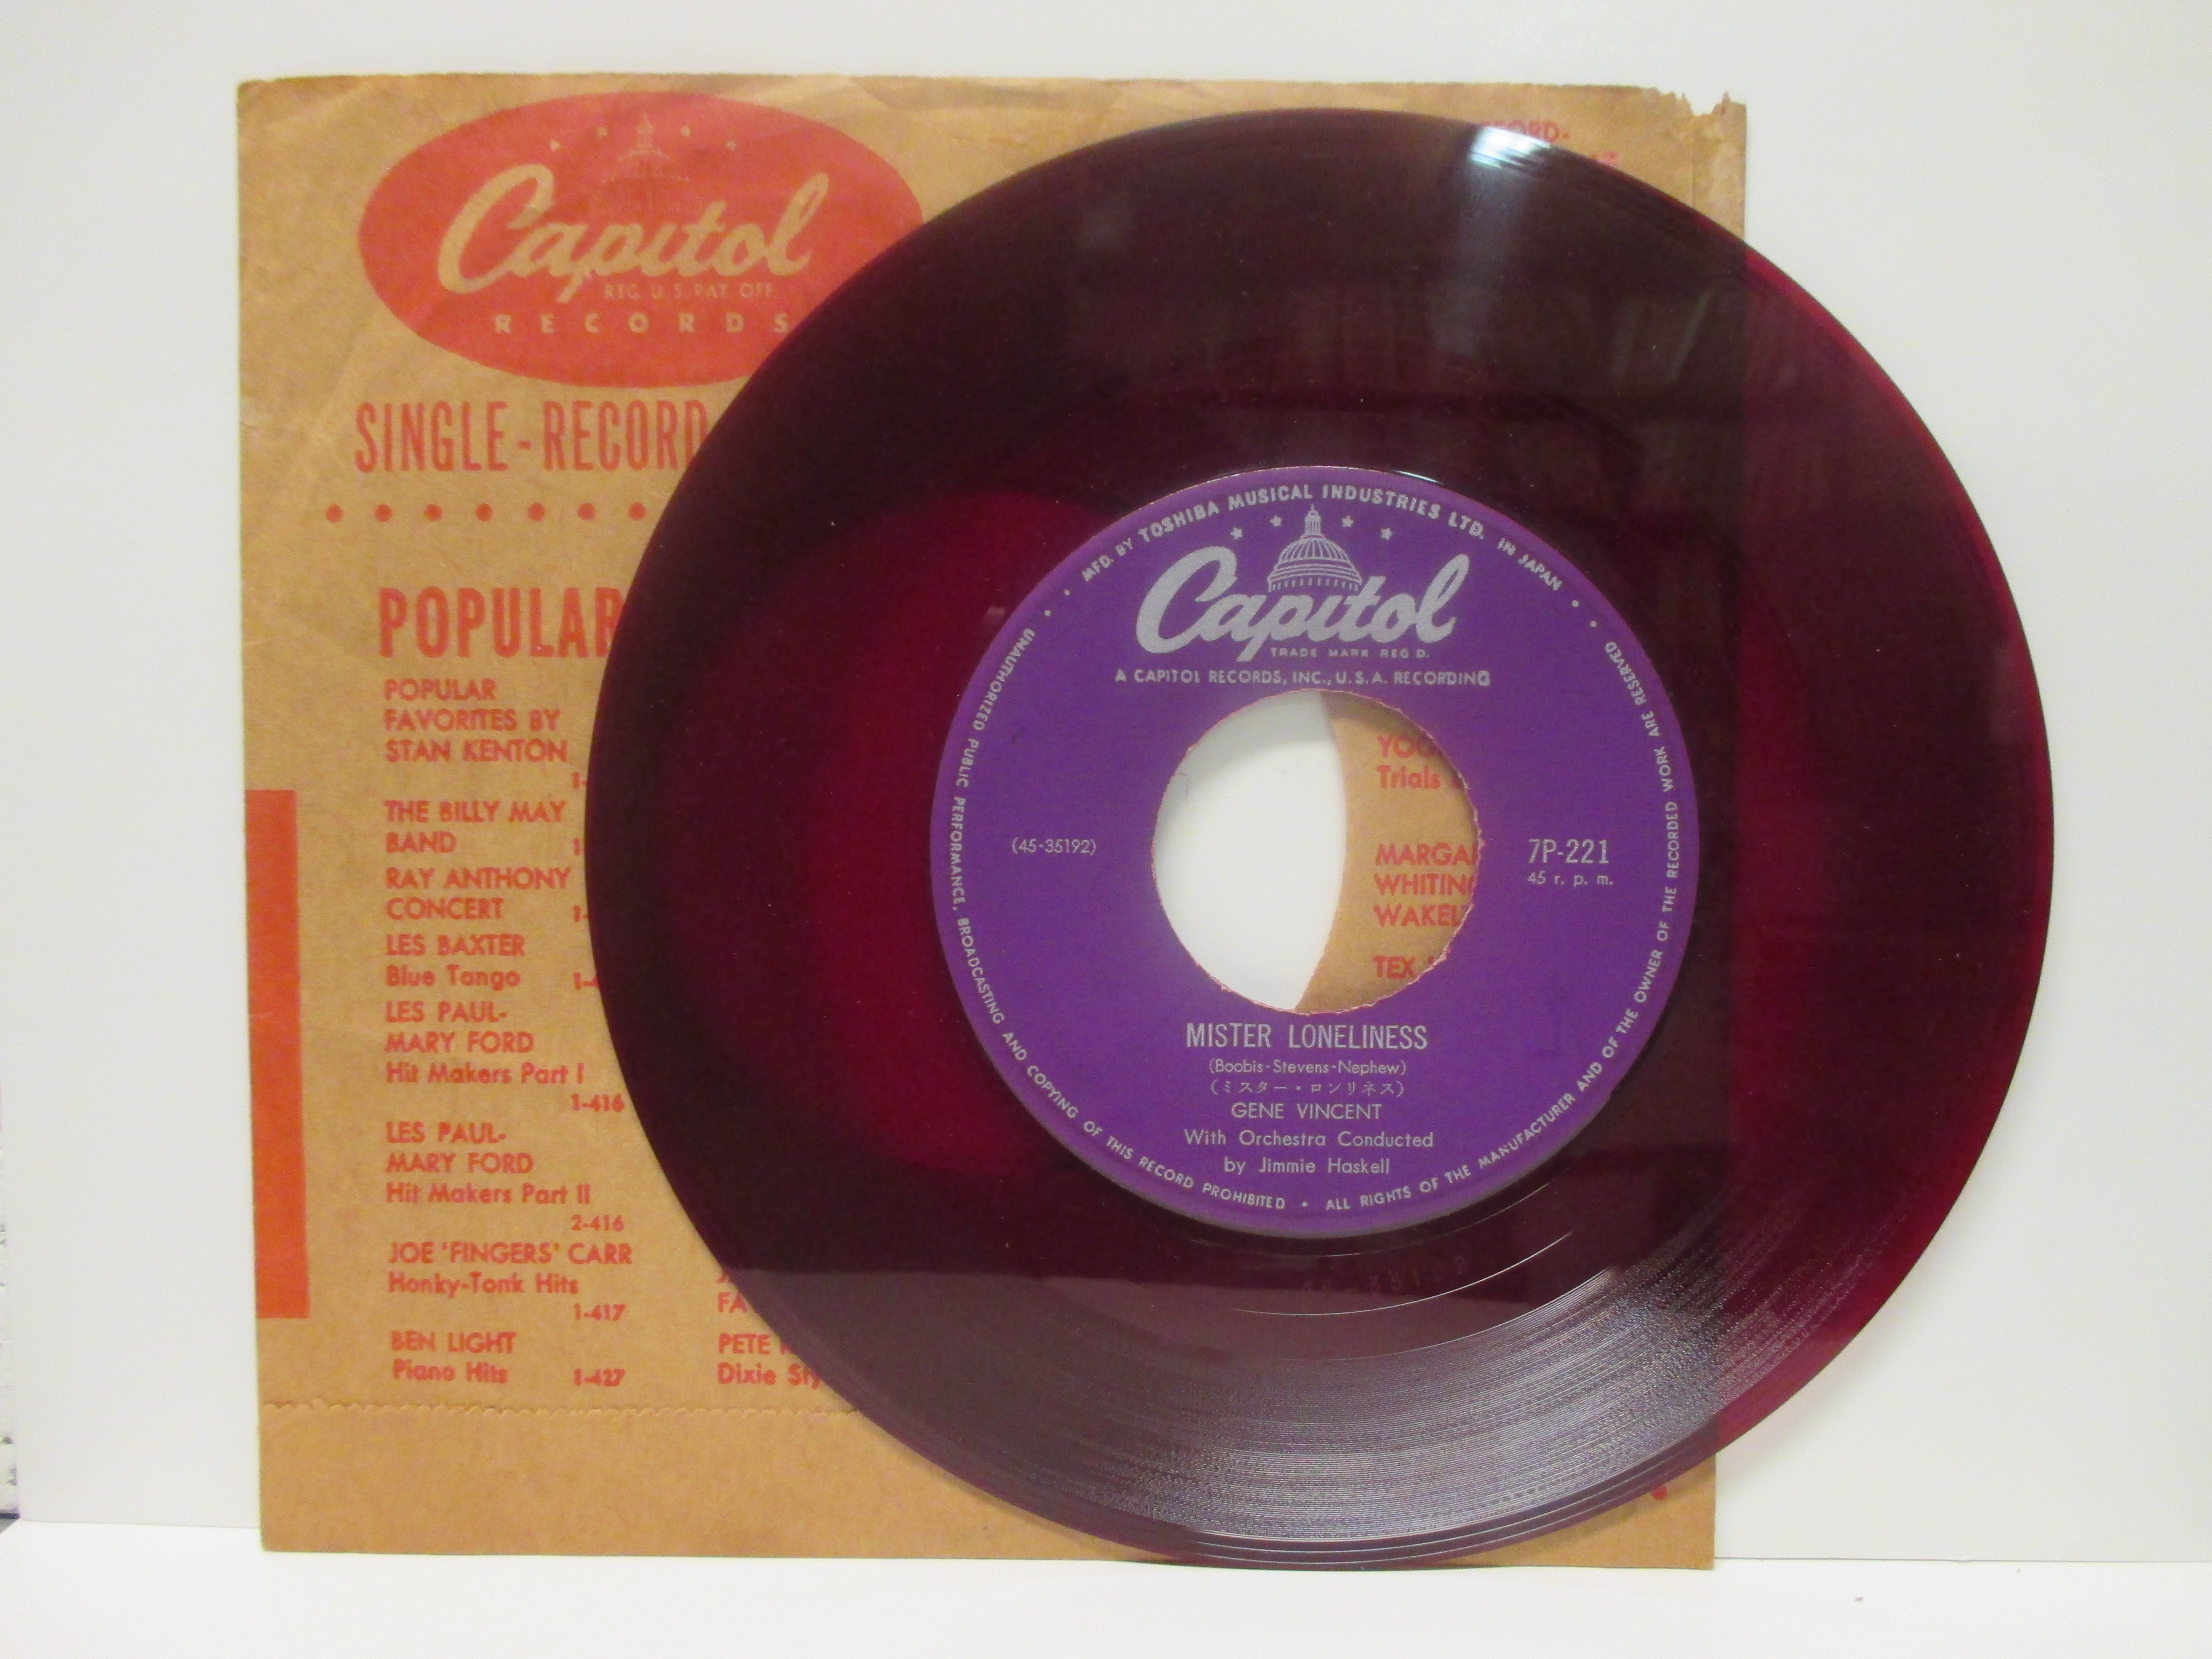 Capitol
REG. U. S. PAT. OFF.
RECORDS
SINGLE-RECORD
POPULAR
POPULAR
FAVORITES BY
STAN KENTON
THE BILLY MAY
BAND
RAY ANTHONY
CONCERT
LES BAXTER
Blue Tango
LES PAUL-
MARY FORD
Hit Makers Part I
1-416
LES PAUL-
MARY FORD
Hit Makers Part II
2-416
JOE 'FINGERS' CARR
Honky-Tonk Hits
1-417
BEN LIGHT
Piano Hits 1-427
PETE
Dixie
• MFD. BY TOSHIBA MUSICAL INDUSTRIES LTD. IN JAPAN •
Capitol
TRADE MARK REG'D.
A CAPITOL RECORDS, INC., U.S.A. RECORDING
Trials
TEX
(45-35192)
7P-221
45 r. p. m.
MISTER LONELINESS
(Boobis-Stevens-Nephew)
(ミスター・ロンリネス)
GENE VINCENT
With Orchestra Conducted
by Jimmie Haskell
• UNAUTHORIZED PUBLIC PERFORMANCE, BROADCASTING AND COPYING OF THIS RECORD PROHIBITED • ALL RIGHTS OF THE MANUFACTURER AND OF THE OWNER OF THE RECORDED WORK ARE RESERVED •